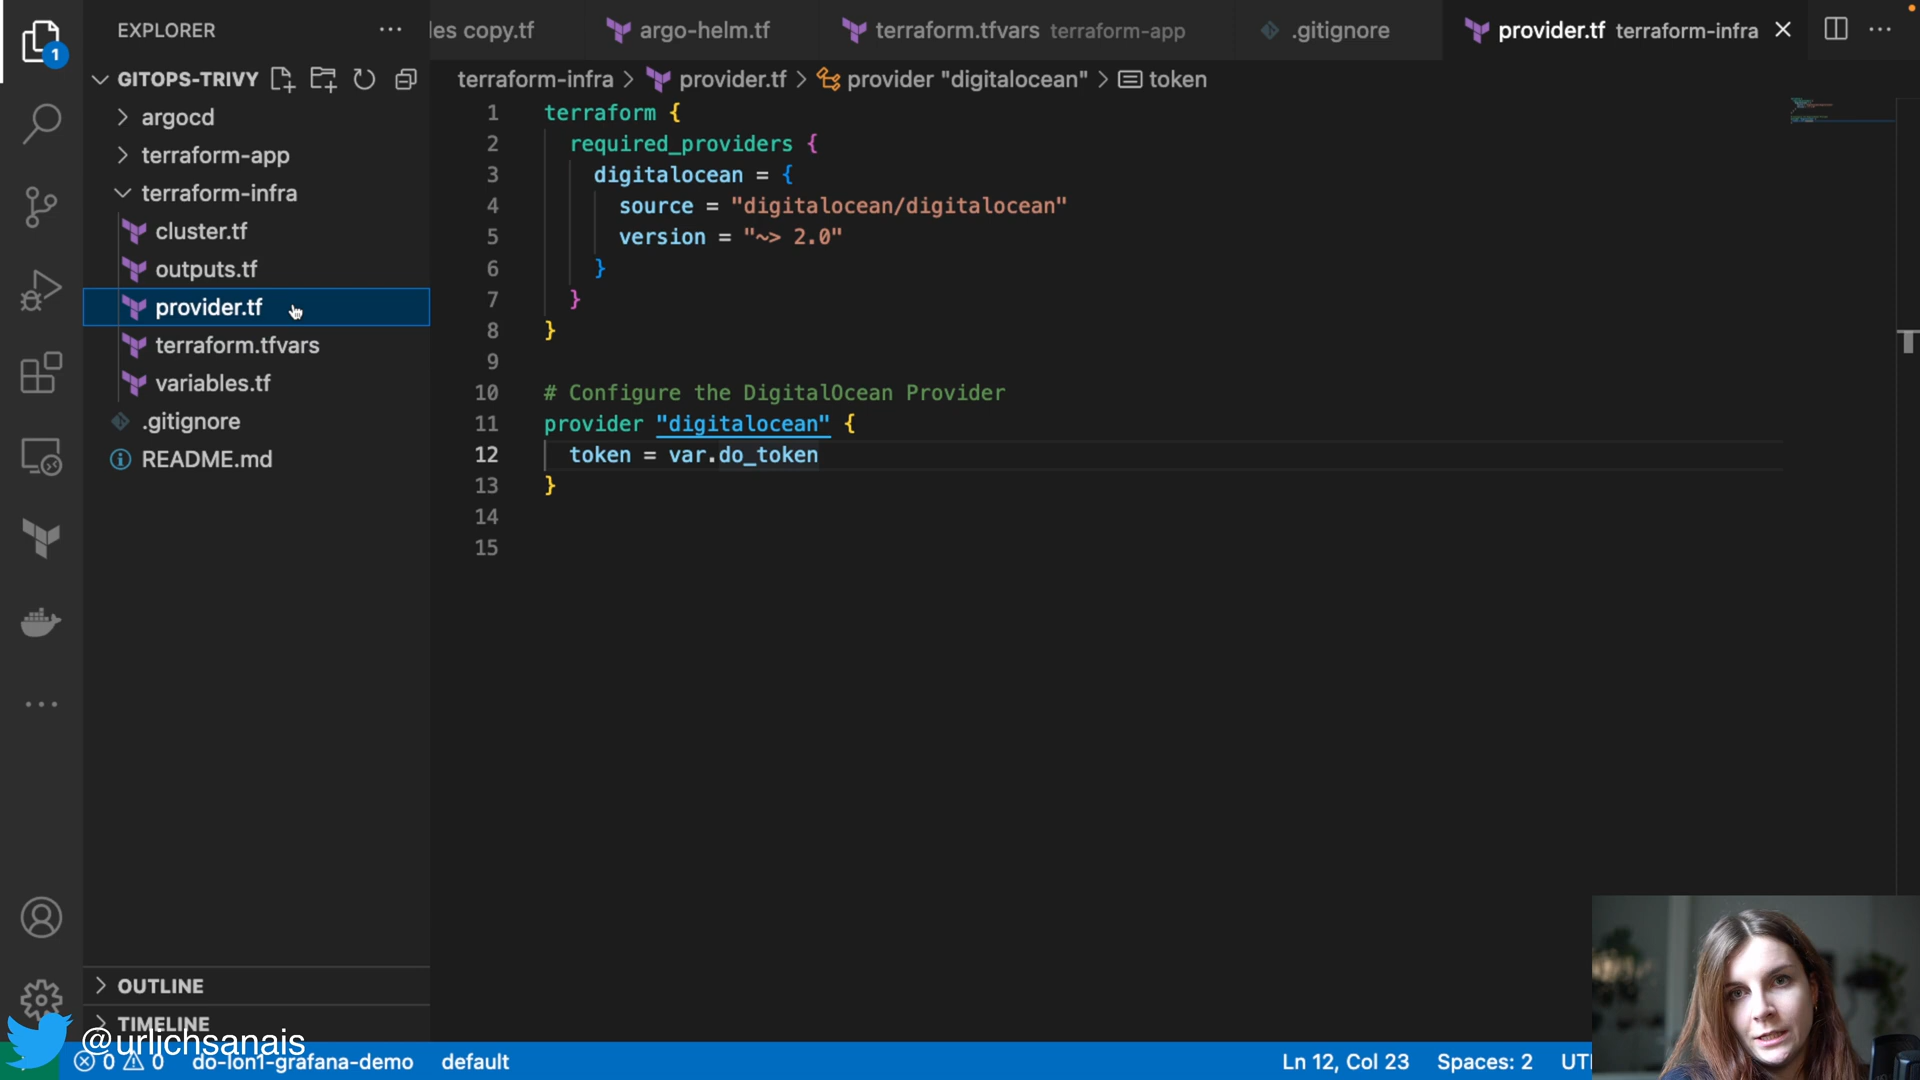 EXPLORER
les copy.tf
argo-helm.tf
terraform.tfvars terraform-app
.gitignore
provider.tf terraform-infra
1
GITOPS-TRIVY
terraform-infra > provider.tf > provider "digitalocean" > token
argocd
terraform-app
terraform-infra
cluster.tf
outputs.tf
provider.tf
terraform.tfvars
variables.tf
.gitignore
README.md
1 terraform {
2 required_providers {
3 digitalocean = {
4 source = "digitalocean/digitalocean"
5 version = "~> 2.0"
6 }
7 }
8 }
9
10 # Configure the DigitalOcean Provider
11 provider "digitalocean" {
12 token = var.do_token
13 }
14
15
OUTLINE
TIMELINE
@urlichsanais
0 0 do-lon1-grafana-demo default
Ln 12, Col 23 Spaces: 2 UT